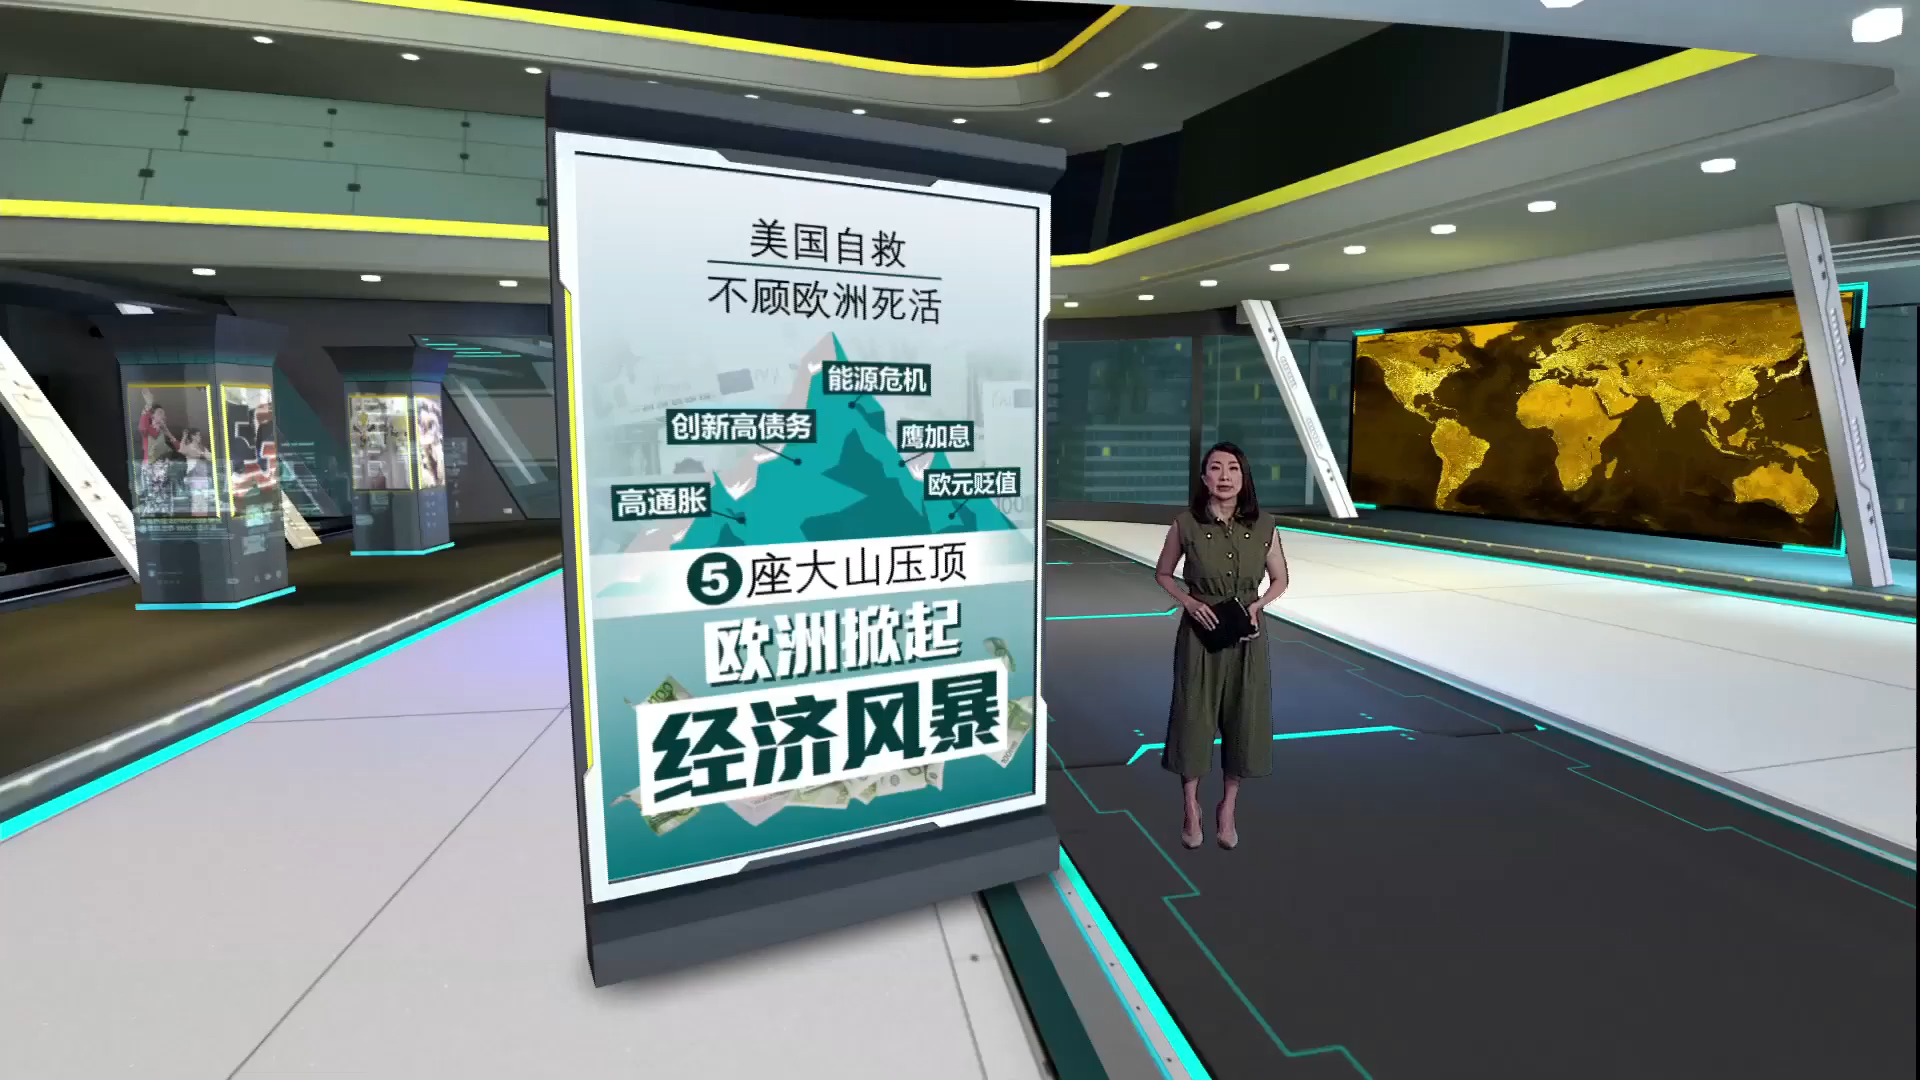 美国自救
不顾欧洲死活
能源危机
创新高债务
鹰加息
欧元贬值
高通胀
5座大山压顶
欧洲掀起
经济风暴